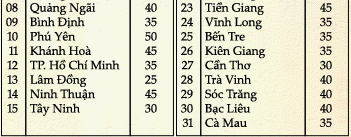 08 Quảng Ngãi 40
09 Bình Định 35
10 Phú Yên 50
11 Khánh Hoà 45
12 TP. Hồ Chí Minh 35
13 Lâm Đồng 25
14 Ninh Thuận 45
15 Tây Ninh 30
23 Tiền Giang 45
24 Vĩnh Long 35
25 Bến Tre 35
26 Kiên Giang 35
27 Cần Thơ 30
28 Trà Vinh 40
29 Sóc Trăng 40
30 Bạc Liêu 40
31 Cà Mau 35